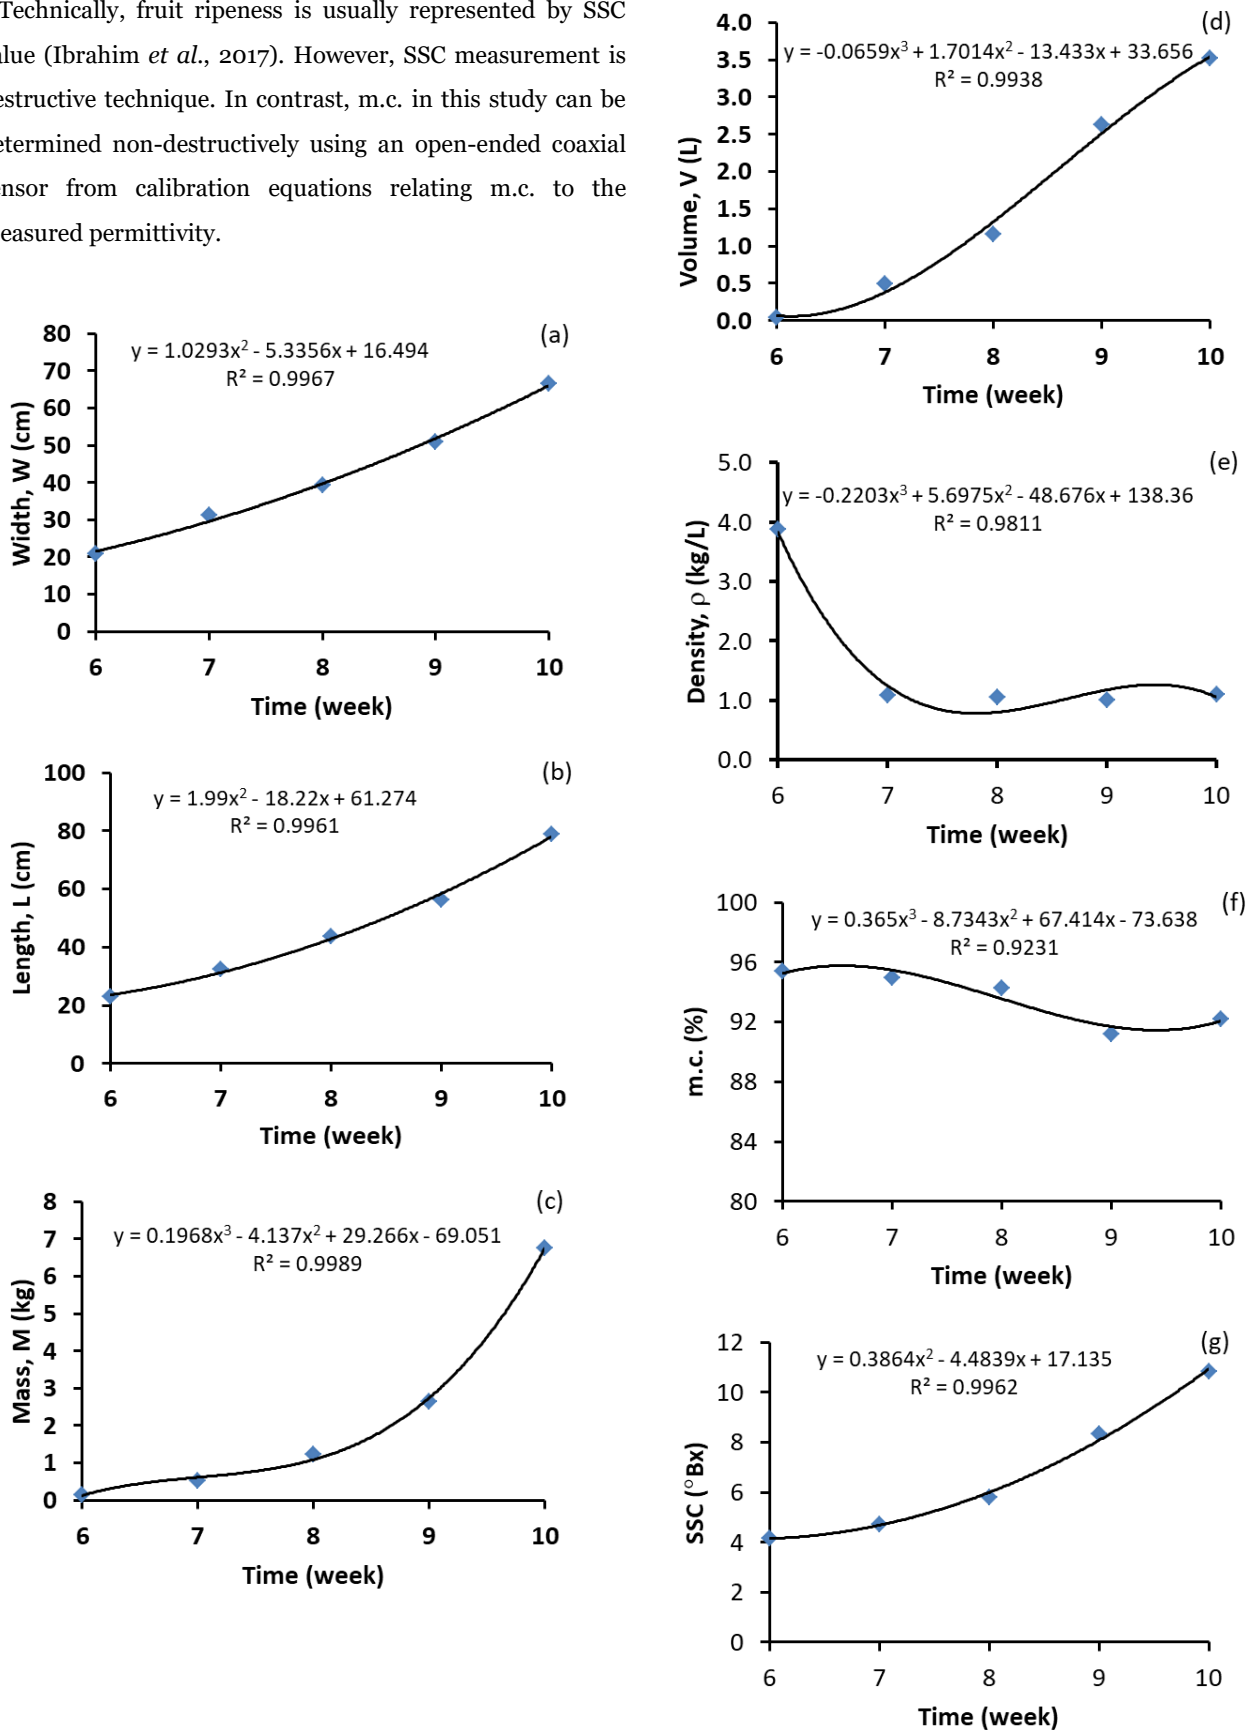 Technically, fruit ripeness is usually represented by SSC
alue (Ibrahim et al., 2017). However, SSC measurement is
estructive technique. In contrast, m.c. in this study can be
etermined non-destructively using an open-ended coaxial
ensor from calibration equations relating m.c. to the
easured permittivity.
(a)
y = 1.0293x² - 5.3356x + 16.494
R² = 0.9967
Width, W (cm)
80
70
60
50
40
30
20
10
0
6 7 8 9 10
Time (week)
(b)
y = 1.99x² - 18.22x + 61.274
R² = 0.9961
Length, L (cm)
100
80
60
40
20
0
6 7 8 9 10
Time (week)
(c)
y = 0.1968x³ - 4.137x² + 29.266x - 69.051
R² = 0.9989
Mass, M (kg)
8
7
6
5
4
3
2
1
0
6 7 8 9 10
Time (week)
(d)
y = -0.0659x³ + 1.7014x² - 13.433x + 33.656
R² = 0.9938
Volume, V (L)
4.0
3.5
3.0
2.5
2.0
1.5
1.0
0.5
0.0
6 7 8 9 10
Time (week)
(e)
y = -0.2203x³ + 5.6975x² - 48.676x + 138.36
R² = 0.9811
Density, ρ (kg/L)
5.0
4.0
3.0
2.0
1.0
0.0
6 7 8 9 10
Time (week)
(f)
y = 0.365x³ - 8.7343x² + 67.414x - 73.638
R² = 0.9231
m.c. (%)
100
96
92
88
84
80
6 7 8 9 10
Time (week)
(g)
y = 0.3864x² - 4.4839x + 17.135
R² = 0.9962
SSC (°Bx)
12
10
8
6
4
2
0
6 7 8 9 10
Time (week)